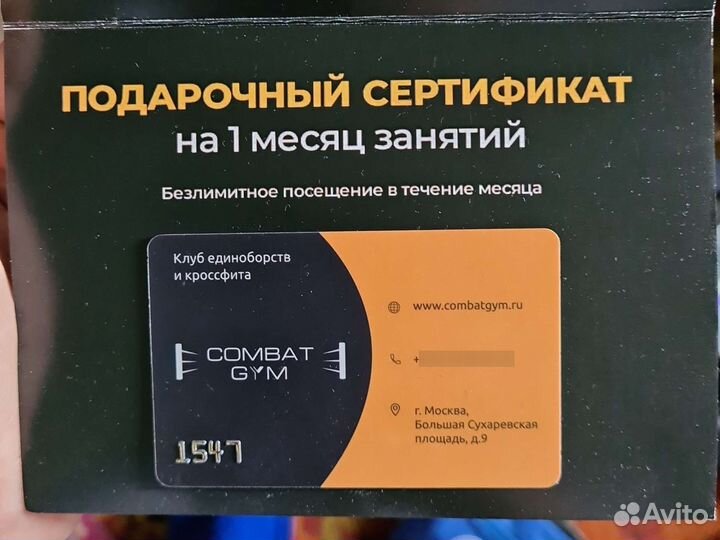 ПОДАРОЧНЫЙ СЕРТИФИКАТ
на 1 месяц занятий
Безлимитное посещение в течение месяца
Клуб единоборств
и кроссфита
www.combatgym.ru
COMBAT
GYM
+
г. Москва,
Большая Сухаревская
площадь, д.9
1547
Avito